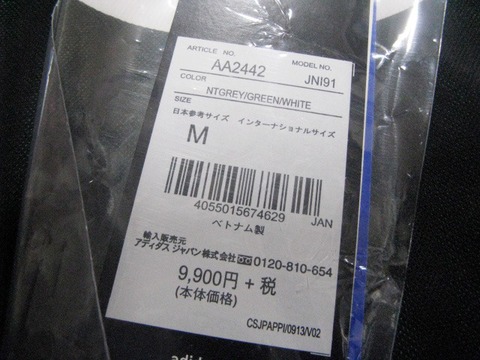 ARTICLE NO. MODEL NO.
AA2442 JNI91
COLOR
NTGREY/GREEN/WHITE
SIZE
日本参考サイズ インターナショナルサイズ
M
4055015674629 JAN
ベトナム製
輸入販売元
アディダス ジャパン株式会社 0120-810-654
9,900円 + 税
(本体価格)
CSJPAPPI/0913/V02